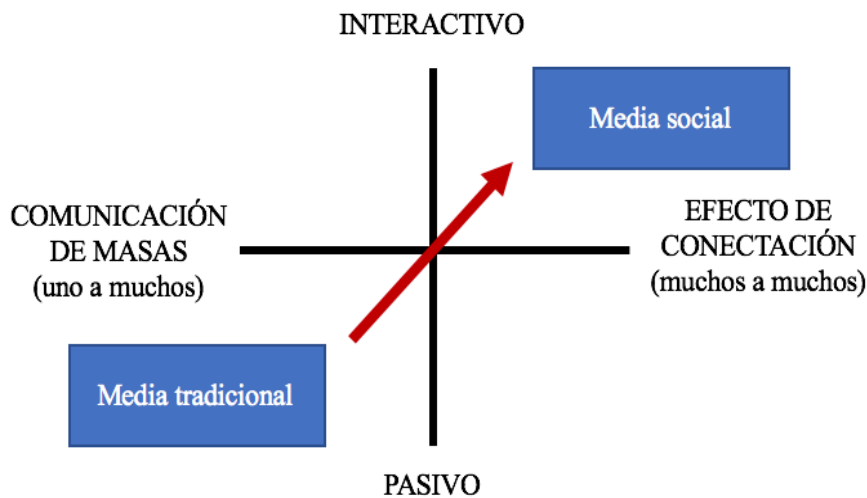 INTERACTIVO
Media social
COMUNICACIÓN
DE MASAS
(uno a muchos)
EFECTO DE
CONECTACIÓN
(muchos a muchos)
Media tradicional
PASIVO